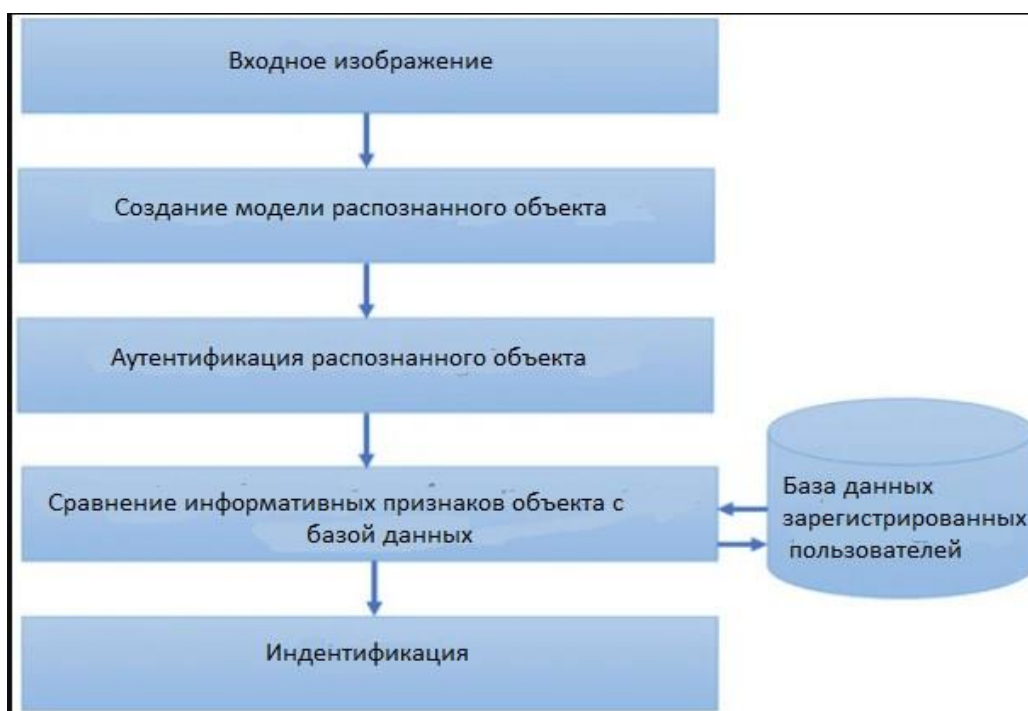 Входное изображение
Создание модели распознанного объекта
Аутентификация распознанного объекта
Сравнение информативных признаков объекта с
базой данных
База данных
зарегистрированных
пользователей
Индентификация